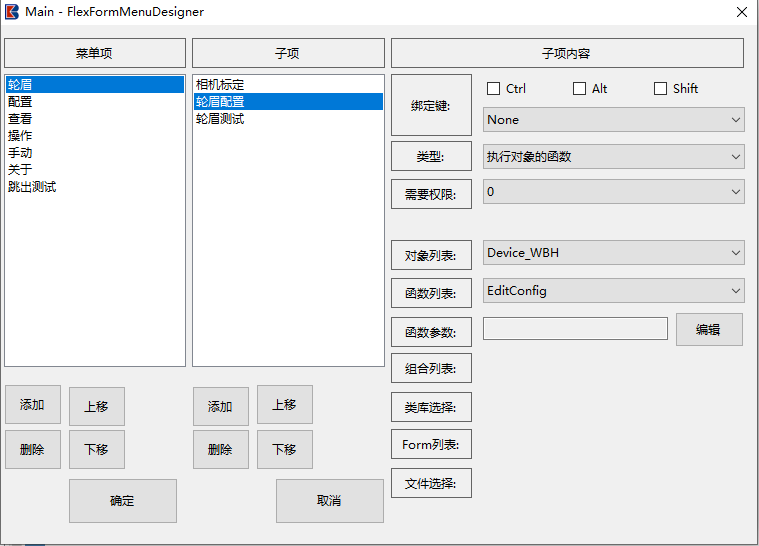 Main - FlexFormMenuDesigner
菜单项
子项
子项内容
轮眉
配置
查看
操作
手动
关于
跳出测试
相机标定
轮眉配置
轮眉测试
绑定键:
Ctrl
Alt
Shift
None
类型:
执行对象的函数
需要权限:
0
对象列表:
Device_WBH
函数列表:
EditConfig
函数参数:
编辑
组合列表:
类库选择:
Form列表:
文件选择:
添加
上移
删除
下移
添加
上移
删除
下移
确定
取消